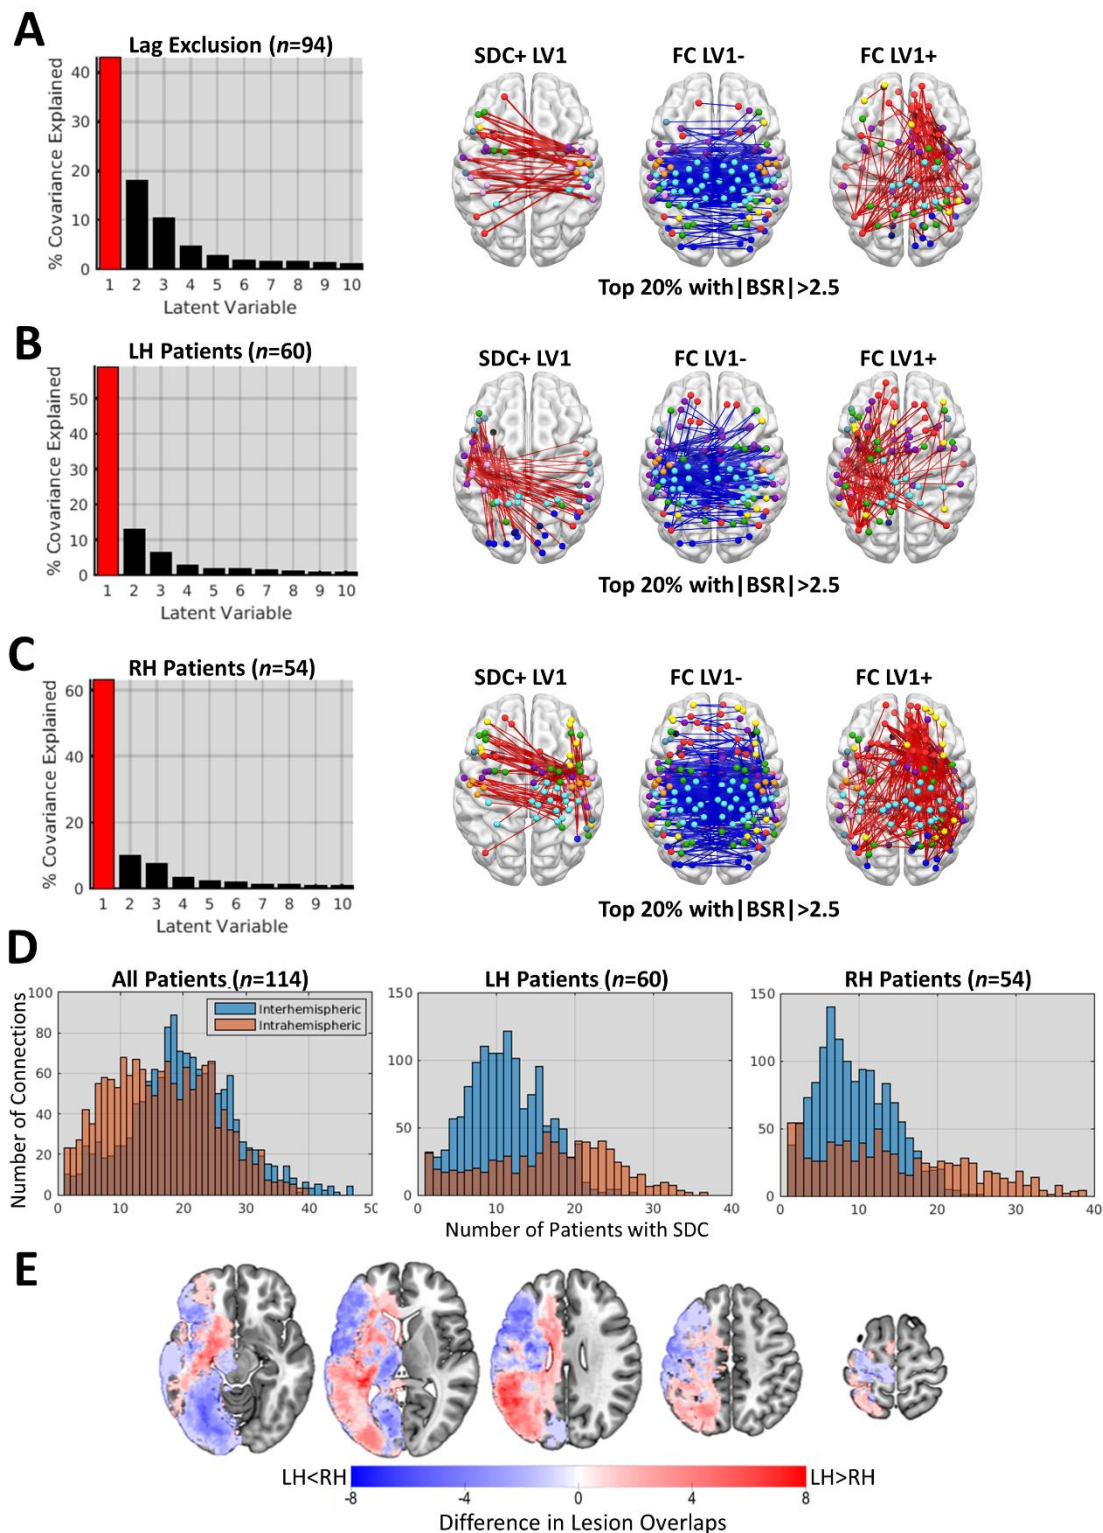 A
Lag Exclusion (n=94)
SDC+ LV1
FC LV1-
FC LV1+
% Covariance Explained
40
30
20
10
0
1 2 3 4 5 6 7 8 9 10
Latent Variable
Top 20% with|BSR|>2.5
B
LH Patients (n=60)
SDC+ LV1
FC LV1-
FC LV1+
% Covariance Explained
50
40
30
20
10
0
1 2 3 4 5 6 7 8 9 10
Latent Variable
Top 20% with|BSR|>2.5
C
RH Patients (n=54)
SDC+ LV1
FC LV1-
FC LV1+
% Covariance Explained
60
40
20
0
1 2 3 4 5 6 7 8 9 10
Latent Variable
Top 20% with|BSR|>2.5
D
All Patients (n=114)
LH Patients (n=60)
RH Patients (n=54)
Number of Connections
100
80
60
40
20
0
Interhemispheric
Intrahemispheric
0 10 20 30 40 50
150
100
50
0
0 10 20 30 40
150
100
50
0
0 10 20 30 40
Number of Patients with SDC
E
LH<RH
LH>RH
-8 -4 0 4 8
Difference in Lesion Overlaps